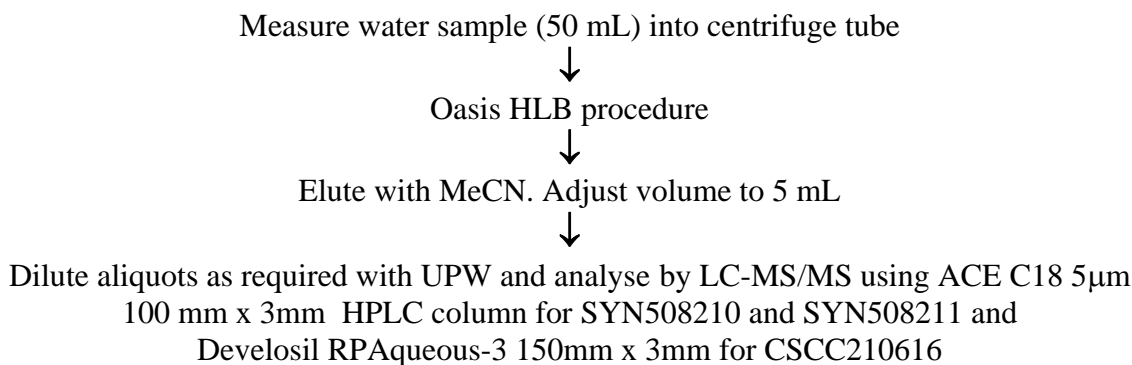 Measure water sample (50 mL) into centrifuge tube
↓
Oasis HLB procedure
↓
Elute with MeCN. Adjust volume to 5 mL
↓
Dilute aliquots as required with UPW and analyse by LC-MS/MS using ACE C18 5μm
100 mm x 3mm HPLC column for SYN508210 and SYN508211 and
Develosil RPAqueous-3 150mm x 3mm for CSCC210616